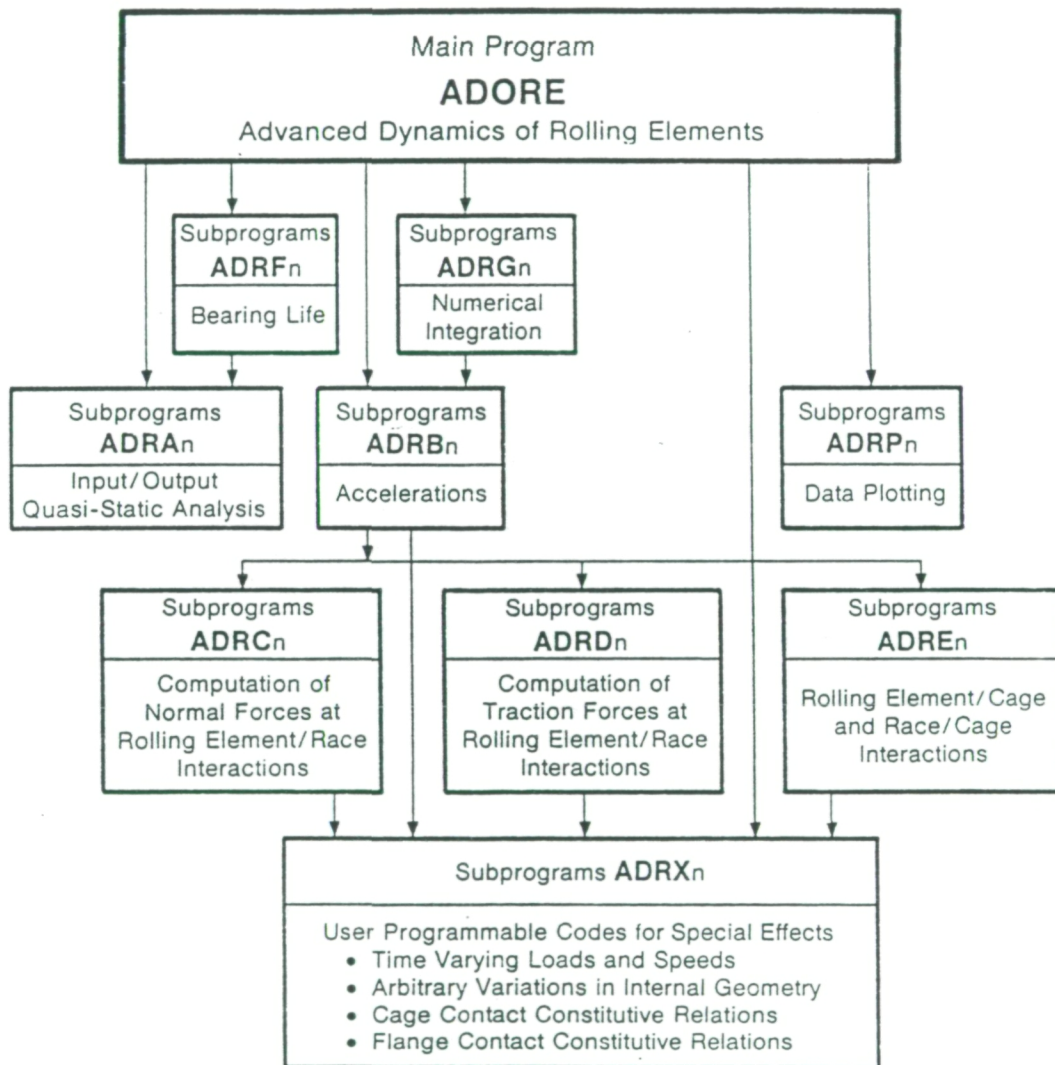 Main Program
ADORE
Advanced Dynamics of Rolling Elements
Subprograms
ADRFn
Bearing Life
Subprograms
ADRGn
Numerical
Integration
Subprograms
ADRAn
Input/Output
Quasi-Static Analysis
Subprograms
ADRBn
Accelerations
Subprograms
ADRPn
Data Plotting
Subprograms
ADRCn
Computation of
Normal Forces at
Rolling Element/Race
Interactions
Subprograms
ADRDn
Computation of
Traction Forces at
Rolling Element/Race
Interactions
Subprograms
ADREn
Rolling Element/Cage
and Race/Cage
Interactions
Subprograms ADRXn
User Programmable Codes for Special Effects
• Time Varying Loads and Speeds
• Arbitrary Variations in Internal Geometry
• Cage Contact Constitutive Relations
• Flange Contact Constitutive Relations